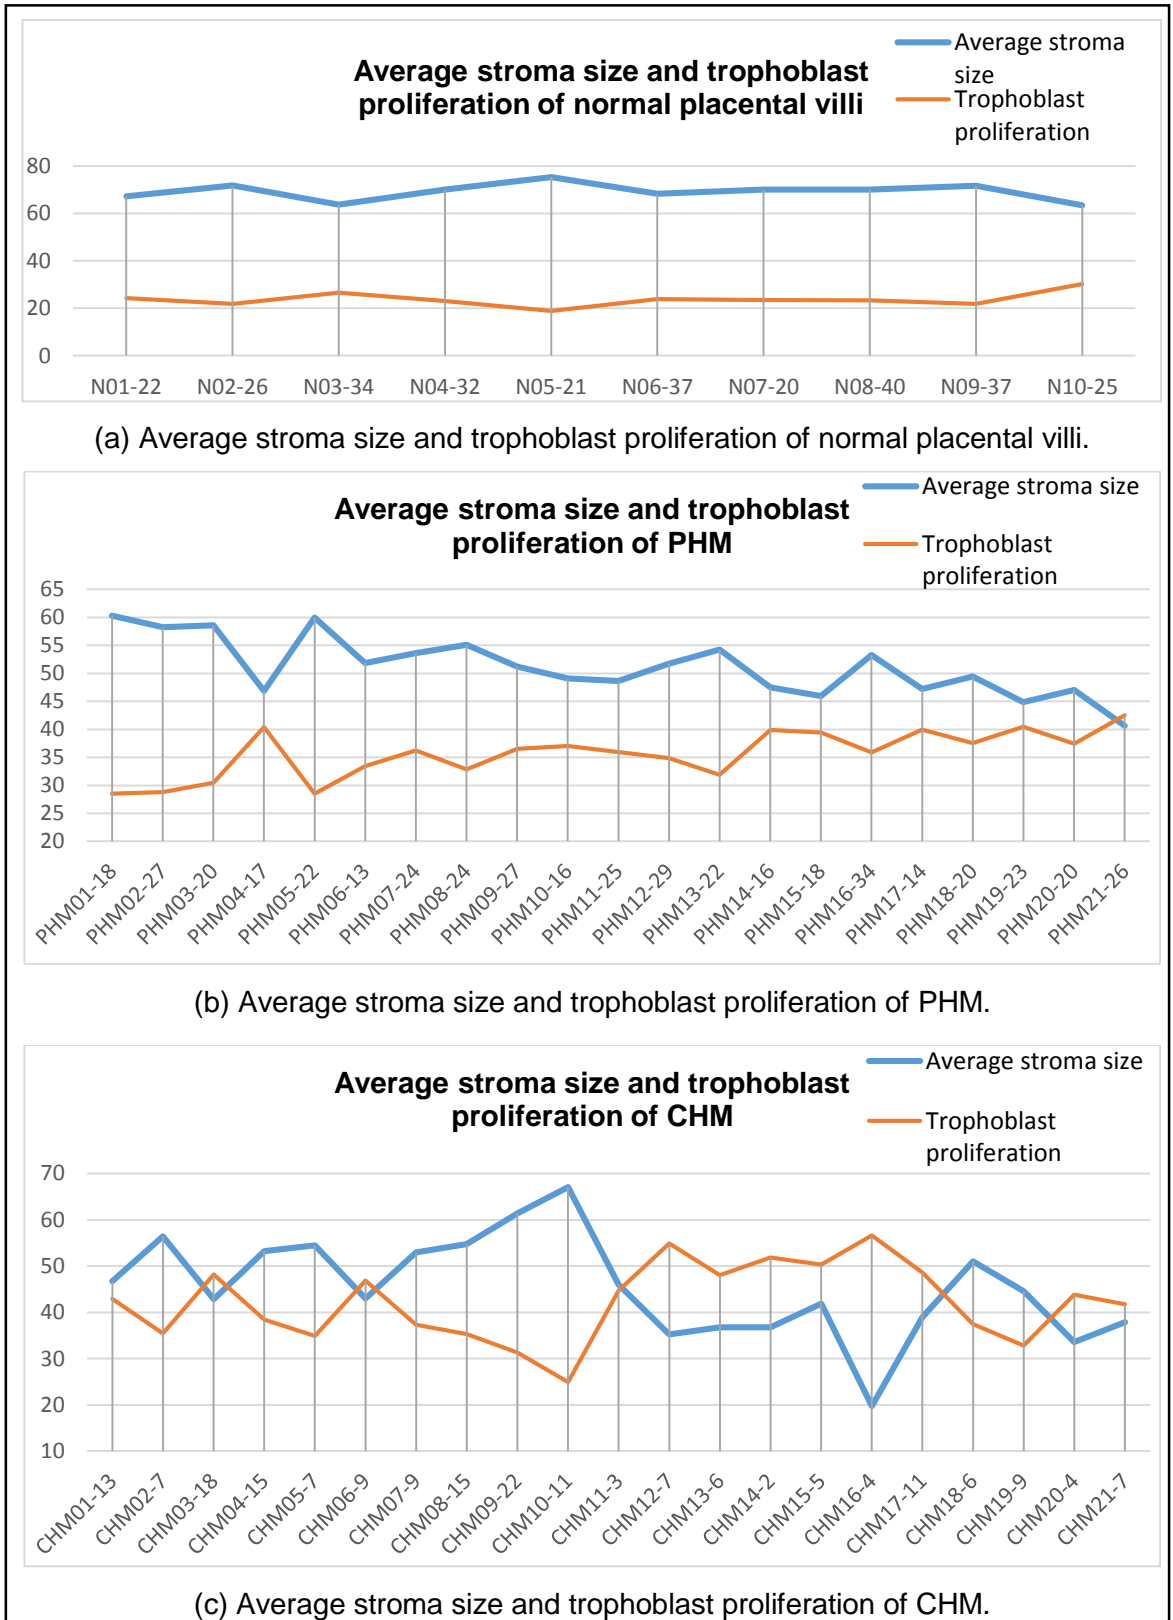 Average stroma size and trophoblast
proliferation of normal placental villi
Average stroma
size
Trophoblast
proliferation
80
60
40
20
0
N01-22 N02-26 N03-34 N04-32 N05-21 N06-37 N07-20 N08-40 N09-37 N10-25
(a) Average stroma size and trophoblast proliferation of normal placental villi.
Average stroma size and trophoblast
proliferation of PHM
Average stroma size
Trophoblast
proliferation
65
60
55
50
45
40
35
30
25
20
PHM01-18 PHM02-27 PHM03-20 PHM04-17 PHM05-22 PHM06-13 PHM07-24 PHM08-24 PHM09-27 PHM10-16 PHM11-25 PHM12-29 PHM13-22 PHM14-16 PHM15-18 PHM16-34 PHM17-14 PHM18-20 PHM19-23 PHM20-20 PHM21-26
(b) Average stroma size and trophoblast proliferation of PHM.
Average stroma size and trophoblast
proliferation of CHM
Average stroma size
Trophoblast
proliferation
70
60
50
40
30
20
10
CHM01-13 CHM02-7 CHM03-18 CHM04-15 CHM05-7 CHM06-9 CHM07-9 CHM08-15 CHM09-22 CHM10-11 CHM11-3 CHM12-7 CHM13-6 CHM14-2 CHM15-5 CHM16-4 CHM17-11 CHM18-6 CHM19-9 CHM20-4 CHM21-7
(c) Average stroma size and trophoblast proliferation of CHM.